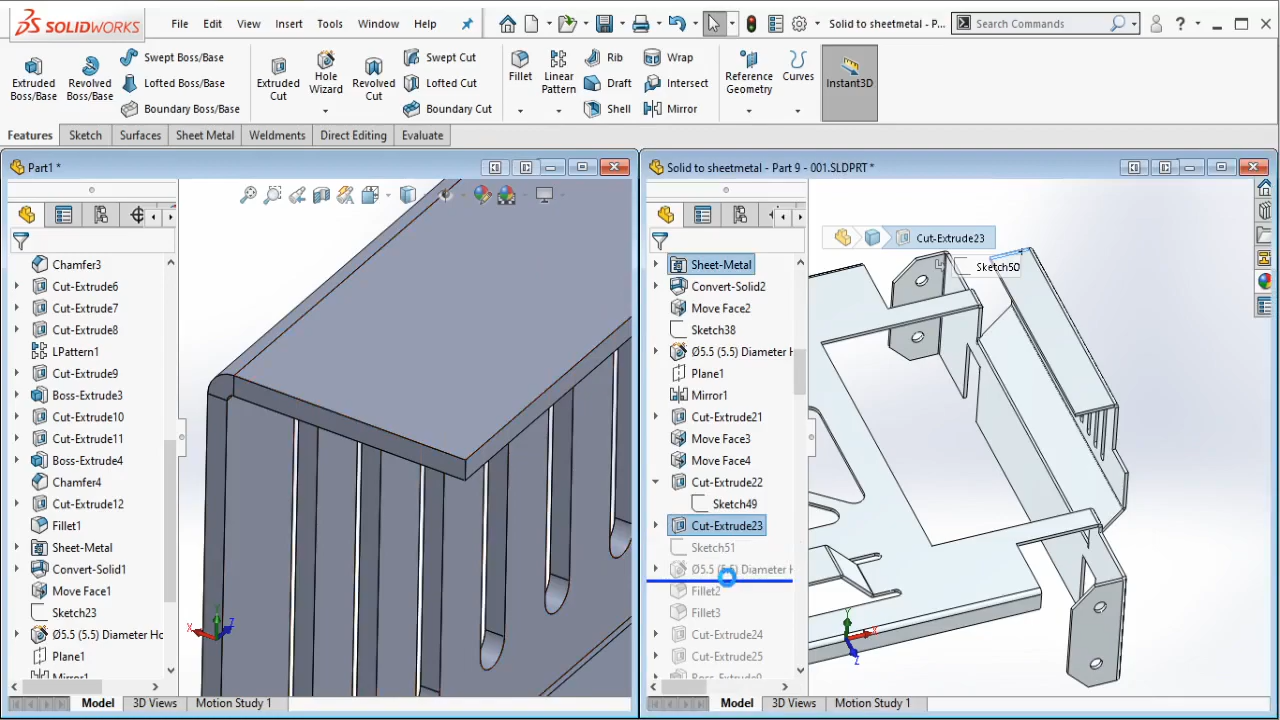 SOLIDWORKS
File Edit View Insert Tools Window Help
Solid to sheetmetal - P...
Search Commands
Extruded Boss/Base
Revolved Boss/Base
Swept Boss/Base
Lofted Boss/Base
Boundary Boss/Base
Extruded Cut
Hole Wizard
Revolved Cut
Swept Cut
Lofted Cut
Boundary Cut
Fillet
Linear Pattern
Rib
Draft
Shell
Wrap
Intersect
Mirror
Reference Geometry
Curves
Instant3D
Features Sketch Surfaces Sheet Metal Weldments Direct Editing Evaluate
Part1 *
Chamfer3
Cut-Extrude6
Cut-Extrude7
Cut-Extrude8
LPattern1
Cut-Extrude9
Boss-Extrude3
Cut-Extrude10
Cut-Extrude11
Boss-Extrude4
Chamfer4
Cut-Extrude12
Fillet1
Sheet-Metal
Convert-Solid1
Move Face1
Sketch23
Ø5.5 (5.5) Diameter Ho
Plane1
Mirror1
X Y Z
Model 3D Views Motion Study 1
Solid to sheetmetal - Part 9 - 001.SLDPRT *
Sheet-Metal
Convert-Solid2
Move Face2
Sketch38
Ø5.5 (5.5) Diameter H
Plane1
Mirror1
Cut-Extrude21
Move Face3
Move Face4
Cut-Extrude22
Sketch49
Cut-Extrude23
Sketch51
Ø5.5 (5.5) Diameter H
Fillet2
Fillet3
Cut-Extrude24
Cut-Extrude25
Boss-Extrude9
Cut-Extrude23
Sketch50
Y X Z
Model 3D Views Motion Study 1